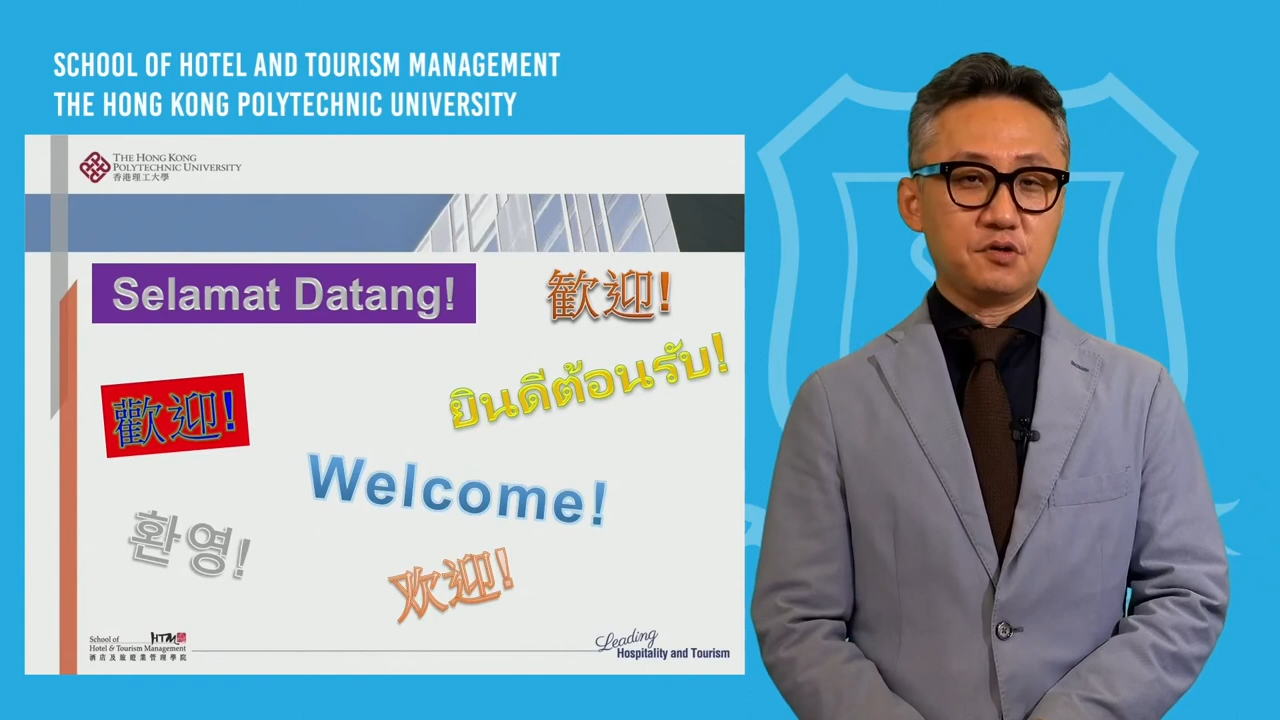 SCHOOL OF HOTEL AND TOURISM MANAGEMENT
THE HONG KONG POLYTECHNIC UNIVERSITY
THE HONG KONG
POLYTECHNIC UNIVERSITY
香港理工大學
Selamat Datang!
歓迎!
ยินดีต้อนรับ!
歡迎!
Welcome!
환영!
欢迎!
School of
HTM
Hotel & Tourism Management
酒店及旅遊業管理學院
Leading
Hospitality and Tourism